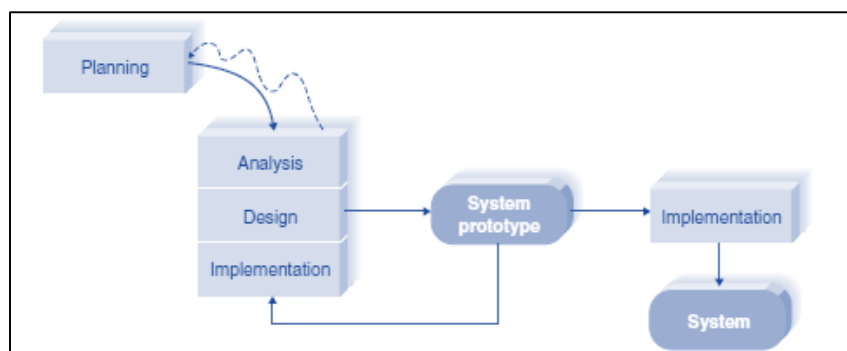 Planning
Analysis
Design
Implementation
System
prototype
Implementation
System